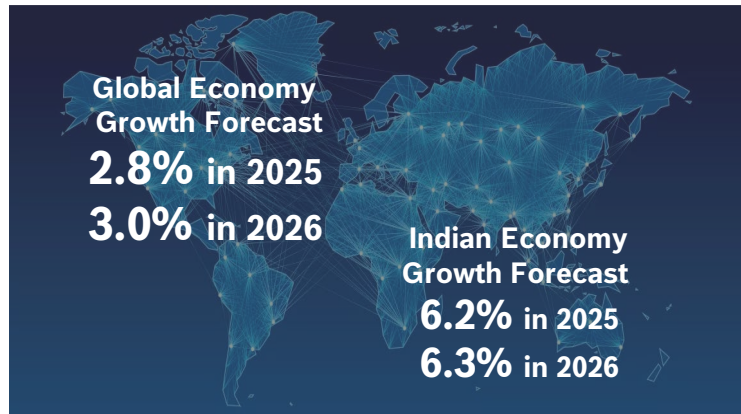 Global Economy
Growth Forecast
2.8% in 2025
3.0% in 2026
Indian Economy
Growth Forecast
6.2% in 2025
6.3% in 2026